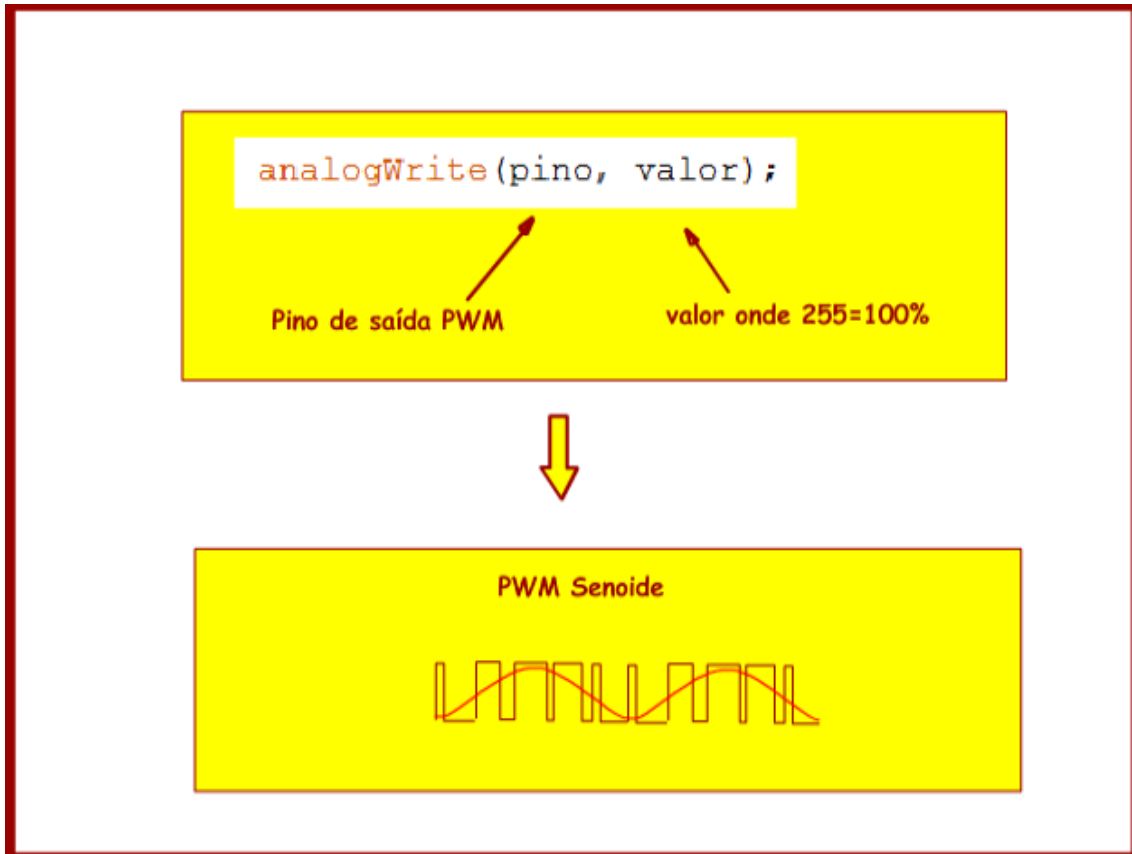 analogWrite(pino, valor);
Pino de saída PWM
valor onde 255=100%
PWM Senoide